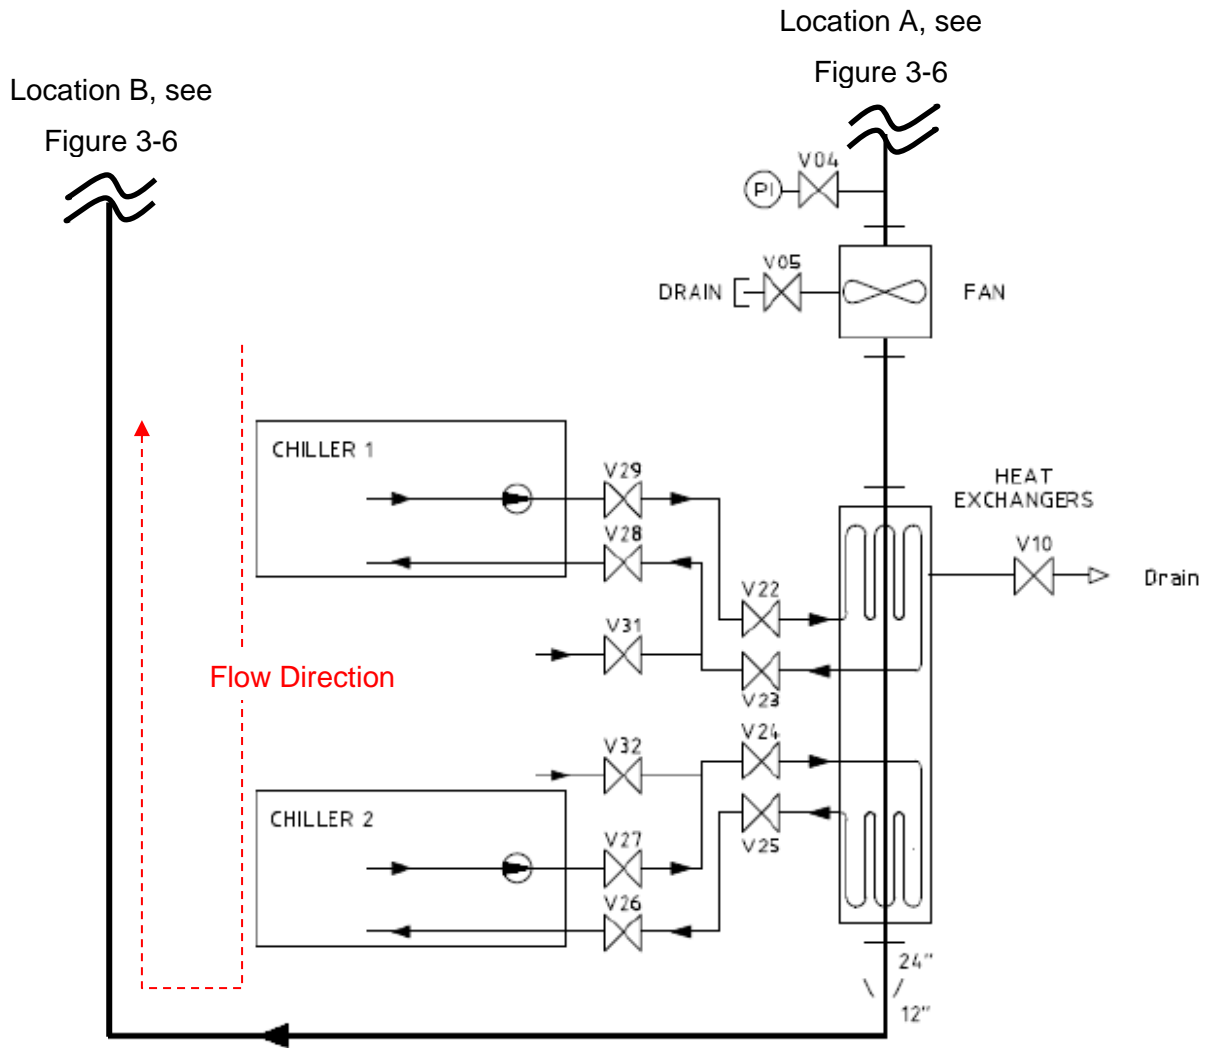 Location A, see
Figure 3-6
Location B, see
Figure 3-6
V04
PI
V05
DRAIN
FAN
CHILLER 1
V29
HEAT
EXCHANGERS
V28
V10
Drain
V22
V31
Flow Direction
V23
V24
V32
CHILLER 2
V27
V25
V26
24"
12"